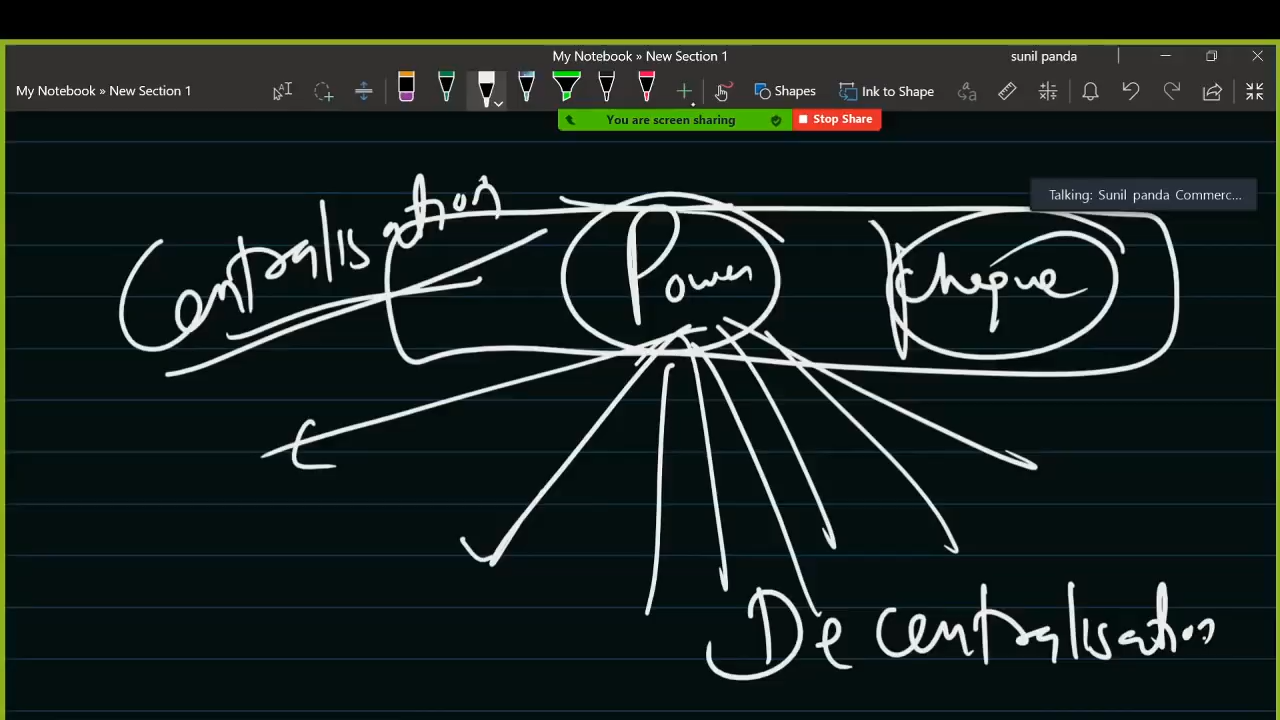 My Notebook » New Section 1
sunil panda
My Notebook » New Section 1
Shapes
Ink to Shape
You are screen sharing
Stop Share
Talking: Sunil panda Commerc...
Centralisation
Power
Cheque
Decentralisation